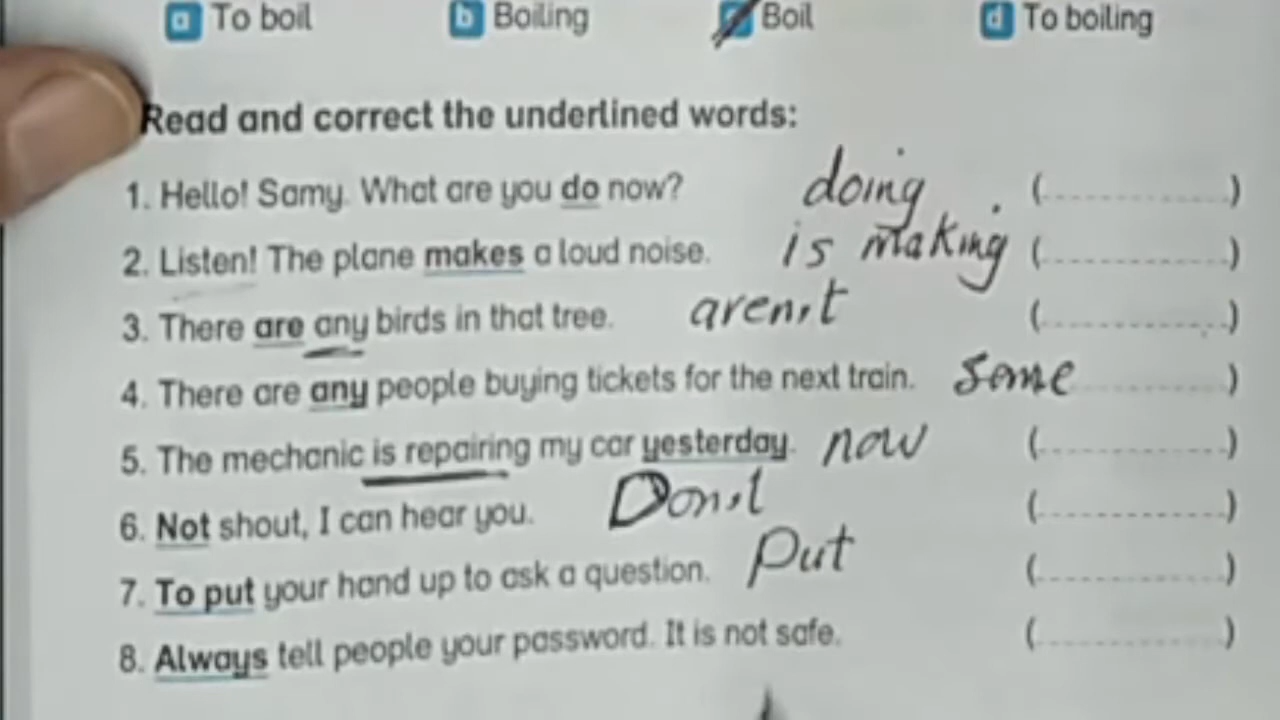 a To boil b Boiling Boil d To boiling
Read and correct the underlined words:
1. Hello! Samy. What are you do now? doing (....................)
2. Listen! The plane makes a loud noise. is making (....................)
3. There are any birds in that tree. aren,t (....................)
4. There are any people buying tickets for the next train. some ....................)
5. The mechanic is repairing my car yesterday. now (....................)
6. Not shout, I can hear you. Don,t (....................)
7. To put your hand up to ask a question. Put (....................)
8. Always tell people your password. It is not safe. (....................)